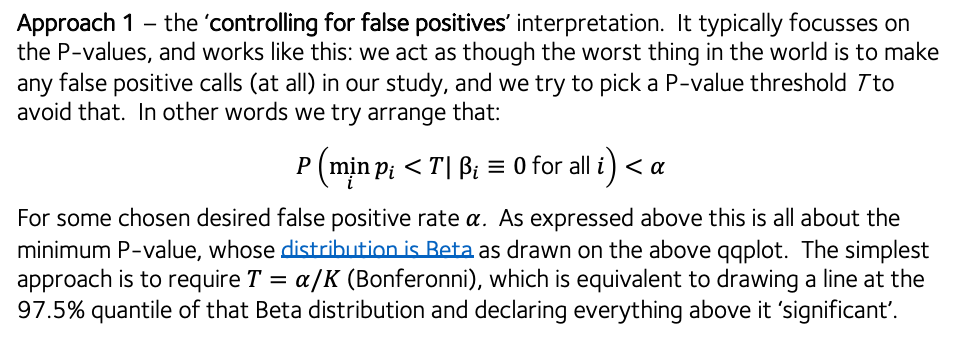 Approach 1 – the 'controlling for false positives' interpretation. It typically focusses on
the P-values, and works like this: we act as though the worst thing in the world is to make
any false positive calls (at all) in our study, and we try to pick a P-value threshold T to
avoid that. In other words we try arrange that:
P (min_i p_i < T| β_i ≡ 0 for all i) < α
For some chosen desired false positive rate α. As expressed above this is all about the
minimum P-value, whose distribution is Beta as drawn on the above qqplot. The simplest
approach is to require T = α/K (Bonferonni), which is equivalent to drawing a line at the
97.5% quantile of that Beta distribution and declaring everything above it 'significant'.